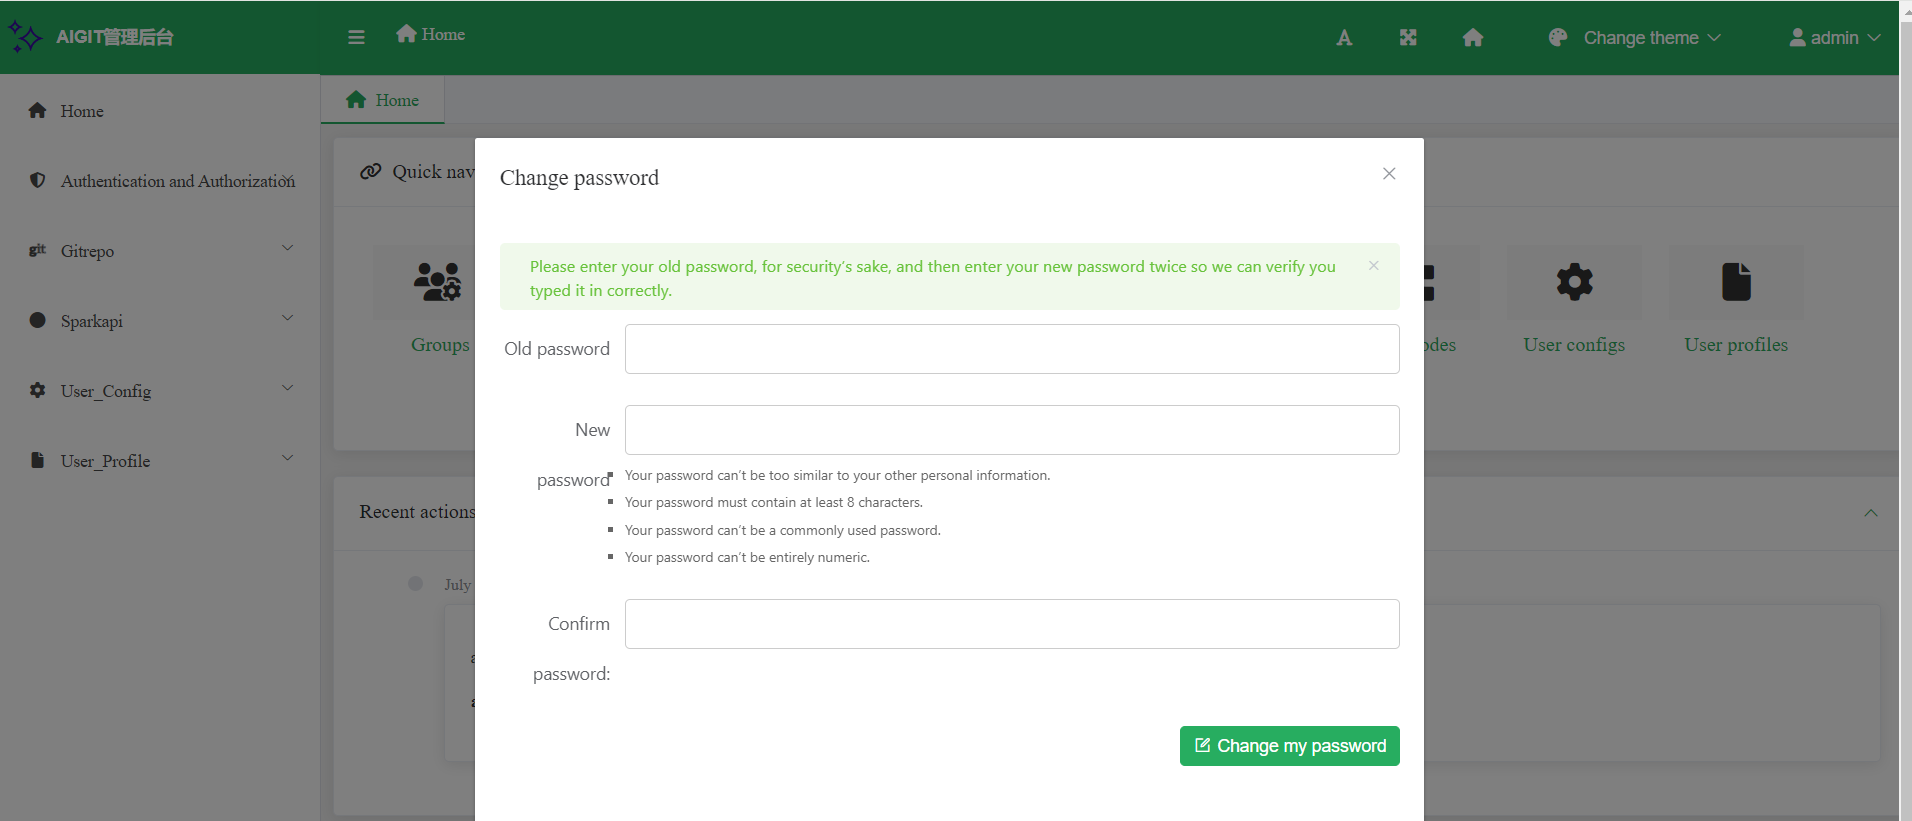 AIGIT管理后台
Home
A
Change theme
admin
Home
Home
Authentication and Authorization
git Gitrepo
Sparkapi
User_Config
User_Profile
Quick nav
Groups
User configs
User profiles
Recent actions
July
Change password
Please enter your old password, for security’s sake, and then enter your new password twice so we can verify you
typed it in correctly.
Old password
New
password
Your password can’t be too similar to your other personal information.
Your password must contain at least 8 characters.
Your password can’t be a commonly used password.
Your password can’t be entirely numeric.
Confirm
password:
Change my password